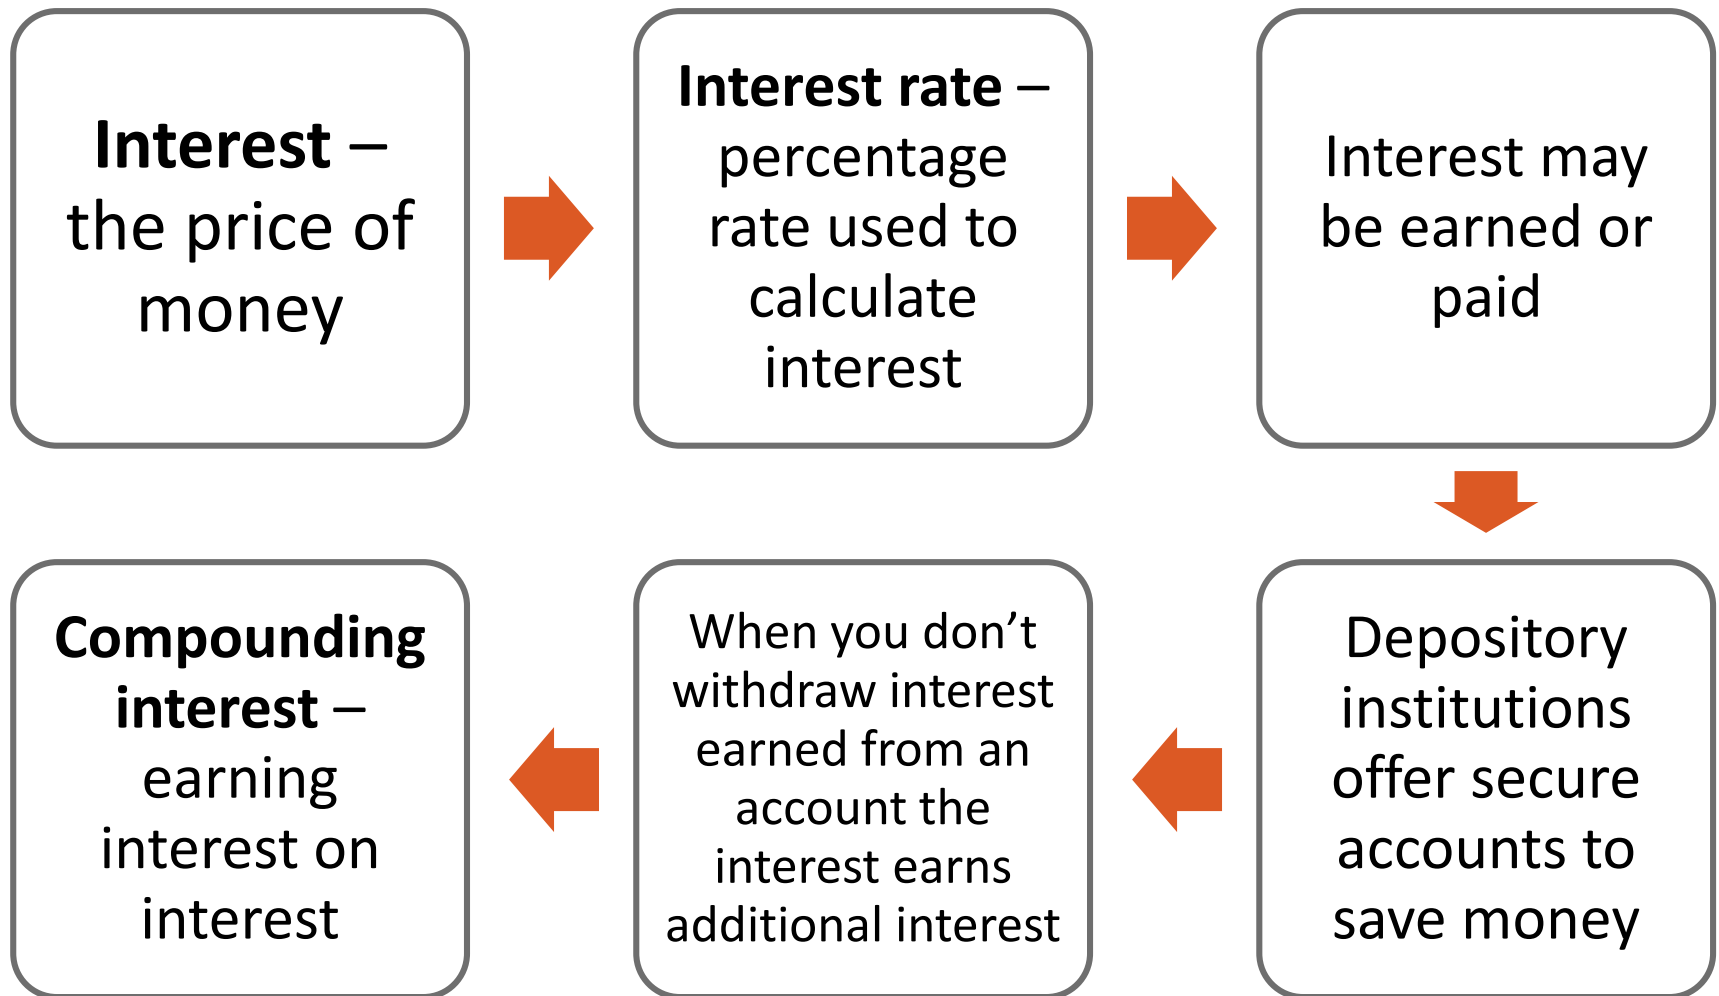 Interest –
the price of
money
Interest rate –
percentage
rate used to
calculate
interest
Interest may
be earned or
paid
Depository
institutions
offer secure
accounts to
save money
When you don’t
withdraw interest
earned from an
account the
interest earns
additional interest
Compounding
interest –
earning
interest on
interest